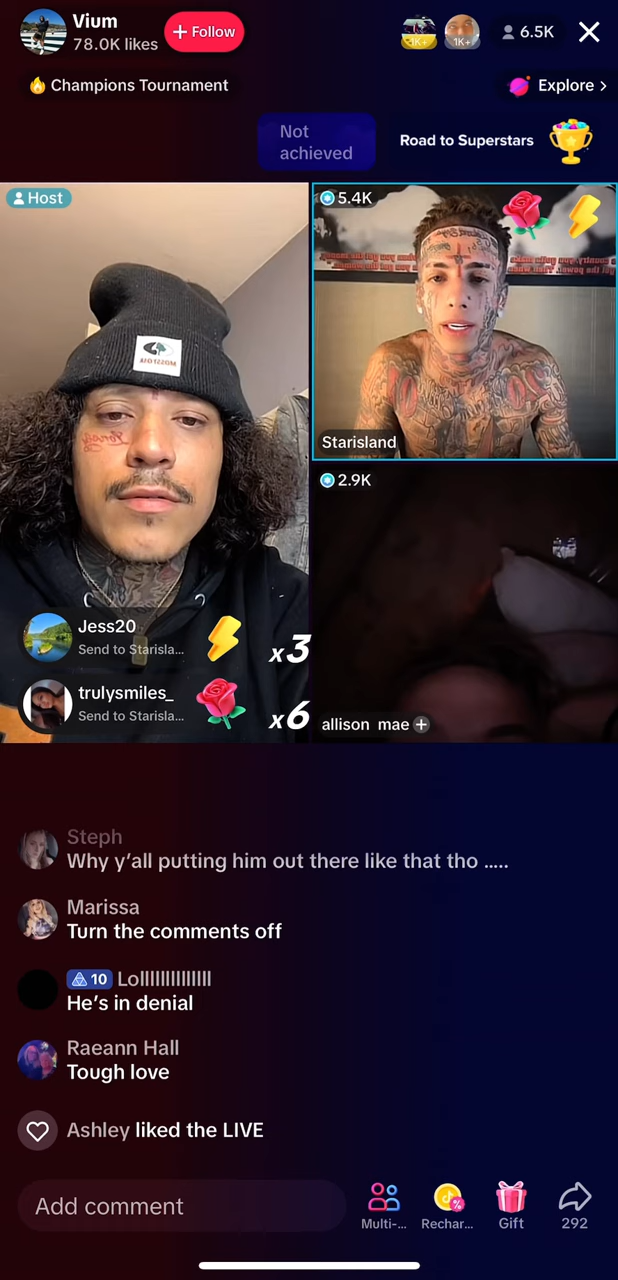 Vium
78.0K likes
+ Follow
1K+
1K+
6.5K
Champions Tournament
Explore >
Not
achieved
Road to Superstars
Host
5.4K
Starisland
2.9K
Jess20
Send to Starisla...
x3
trulysmiles_
Send to Starisla...
x6
allison mae
Steph
Why y'all putting him out there like that tho .....
Marissa
Turn the comments off
10 Lolllllllllllllll
He's in denial
Raeann Hall
Tough love
Ashley liked the LIVE
Add comment
Multi-...
Rechar...
Gift
292